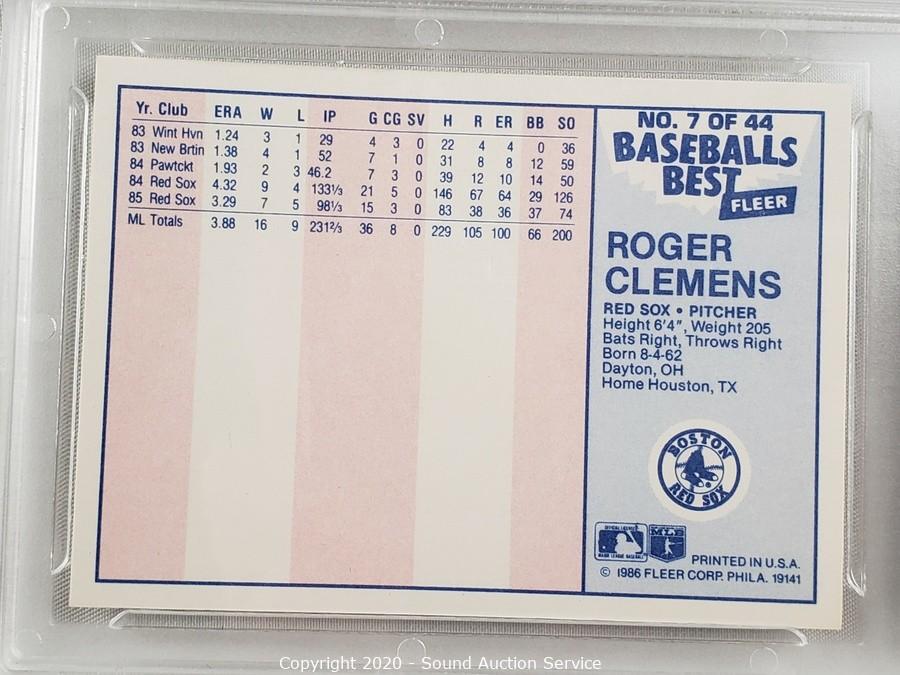 Yr. Club ERA W L IP G CG SV H R ER BB SO
83 Wint Hvn 1.24 3 1 29 4 3 0 22 4 4 0 36
83 New Brtin 1.38 4 1 52 7 1 0 31 8 8 12 59
84 Pawtckt 1.93 2 3 46.2 7 3 0 39 12 10 14 50
84 Red Sox 4.32 9 4 133⅓ 21 5 0 146 67 64 29 126
85 Red Sox 3.29 7 5 98⅓ 15 3 0 83 38 36 37 74
ML Totals 3.88 16 9 231⅔ 36 8 0 229 105 100 66 200
NO. 7 OF 44
BASEBALLS
BEST
FLEER
ROGER
CLEMENS
RED SOX • PITCHER
Height 6'4", Weight 205
Bats Right, Throws Right
Born 8-4-62
Dayton, OH
Home Houston, TX
BOSTON
RED SOX
OFFICIAL LICENSEE
MAJOR LEAGUE BASEBALL
MLB
PRINTED IN U.S.A.
© 1986 FLEER CORP. PHILA. 19141
Copyright 2020 - Sound Auction Service